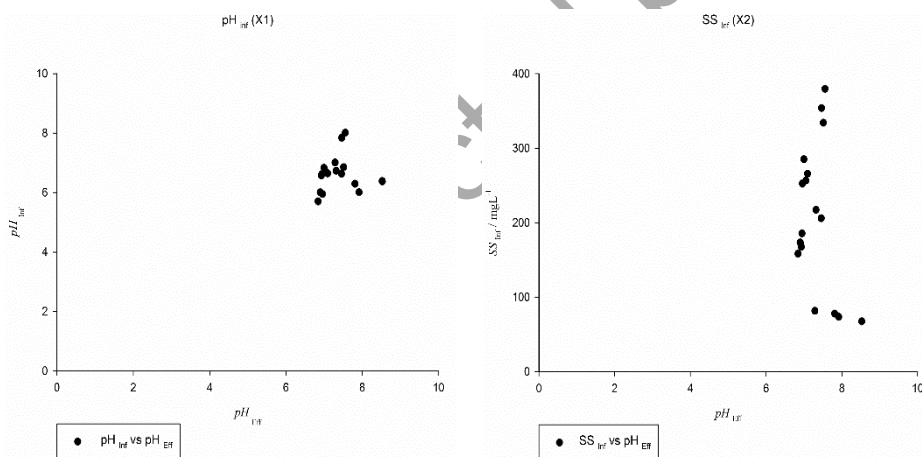 pH Inf (X1)
10
8
6
4
2
0
pH Inf
0 2 4 6 8 10
pH Eff
pH Inf vs pH Eff
SS Inf (X2)
400
300
200
100
0
SS Inf / mgL-1
0 2 4 6 8 10
pH Eff
SS Inf vs pH Eff